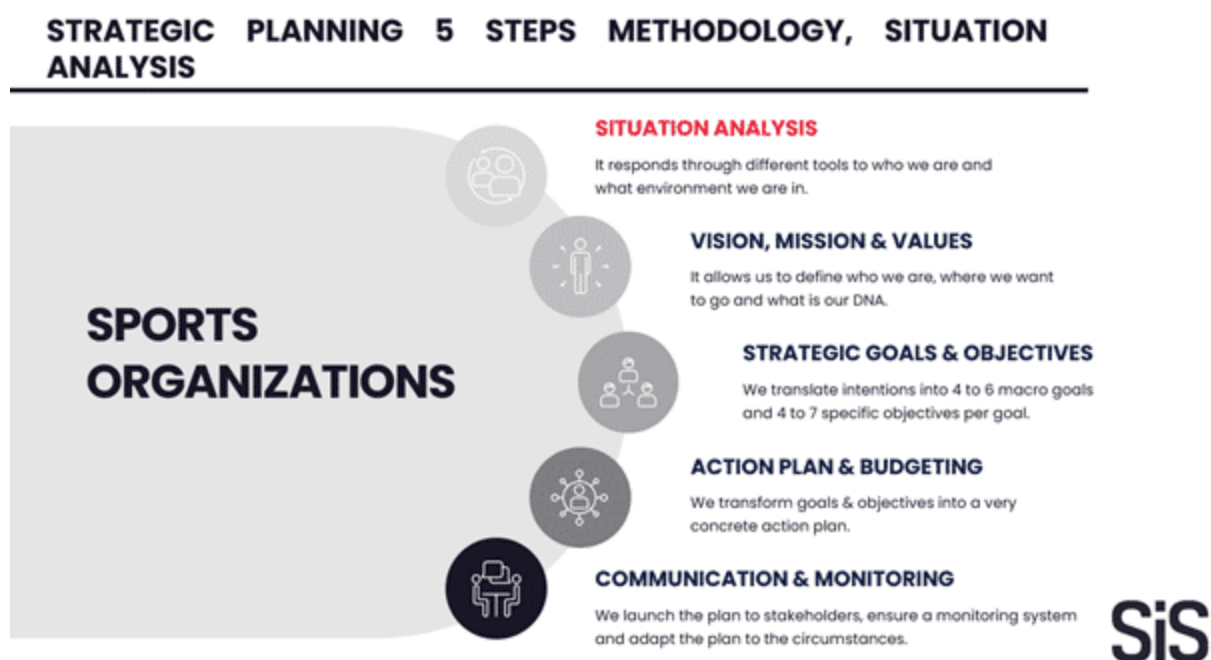 STRATEGIC PLANNING 5 STEPS METHODOLOGY, SITUATION
ANALYSIS
SPORTS
ORGANIZATIONS
SITUATION ANALYSIS
It responds through different tools to who we are and
what environment we are in.
VISION, MISSION & VALUES
It allows us to define who we are, where we want
to go and what is our DNA.
STRATEGIC GOALS & OBJECTIVES
We translate intentions into 4 to 6 macro goals
and 4 to 7 specific objectives per goal.
ACTION PLAN & BUDGETING
We transform goals & objectives into a very
concrete action plan.
COMMUNICATION & MONITORING
We launch the plan to stakeholders, ensure a monitoring system
and adapt the plan to the circumstances.
SiS